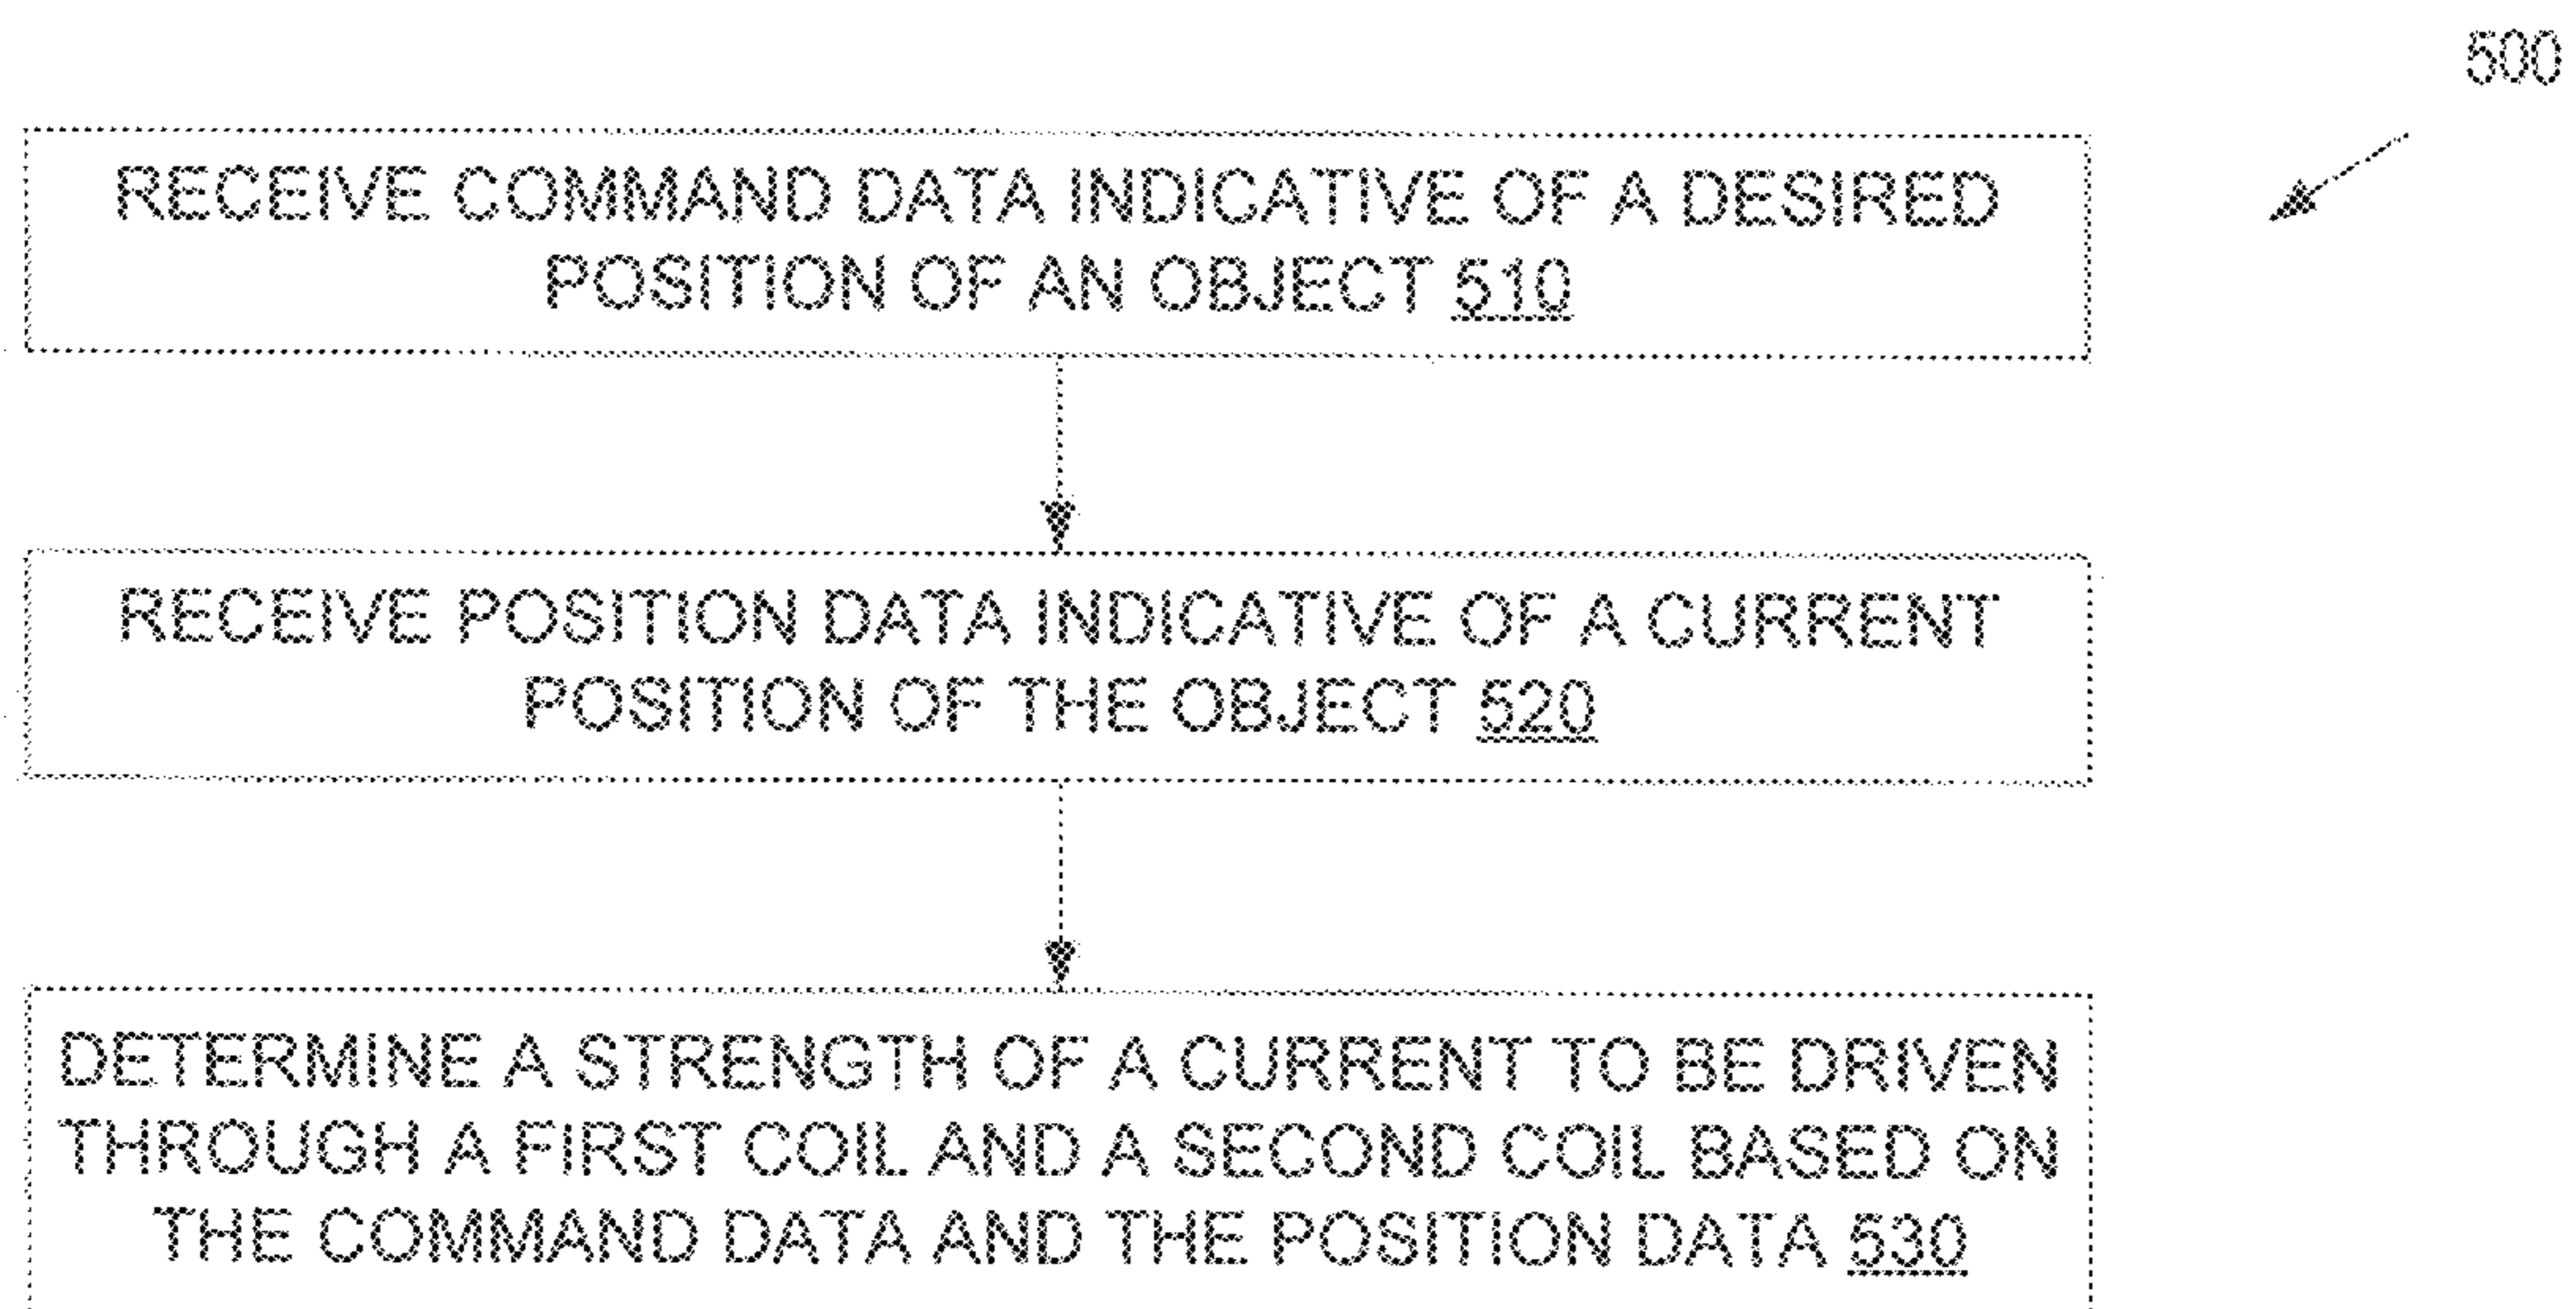 500
RECEIVE COMMAND DATA INDICATIVE OF A DESIRED
POSITION OF AN OBJECT 510
RECEIVE POSITION DATA INDICATIVE OF A CURRENT
POSITION OF THE OBJECT 520
DETERMINE A STRENGTH OF A CURRENT TO BE DRIVEN
THROUGH A FIRST COIL AND A SECOND COIL BASED ON
THE COMMAND DATA AND THE POSITION DATA 530